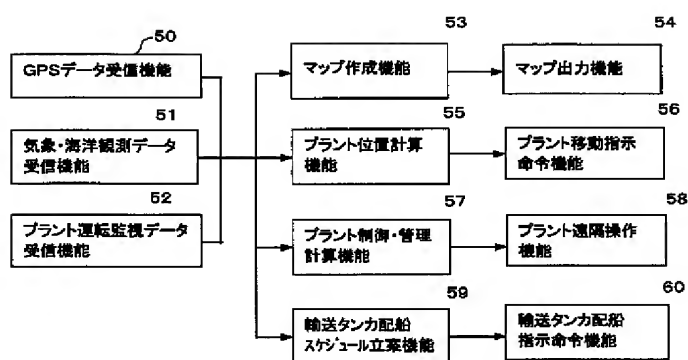 50
GPSデータ受信機能
51
気象・海洋観測データ
受信機能
52
プラント運転監視データ
受信機能
53
マップ作成機能
54
マップ出力機能
55
プラント位置計算
機能
56
プラント移動指示
命令機能
57
プラント制御・管理
計算機能
58
プラント遠隔操作
機能
59
輸送タンカ配船
スケジュール立案機能
60
輸送タンカ配船
指示命令機能